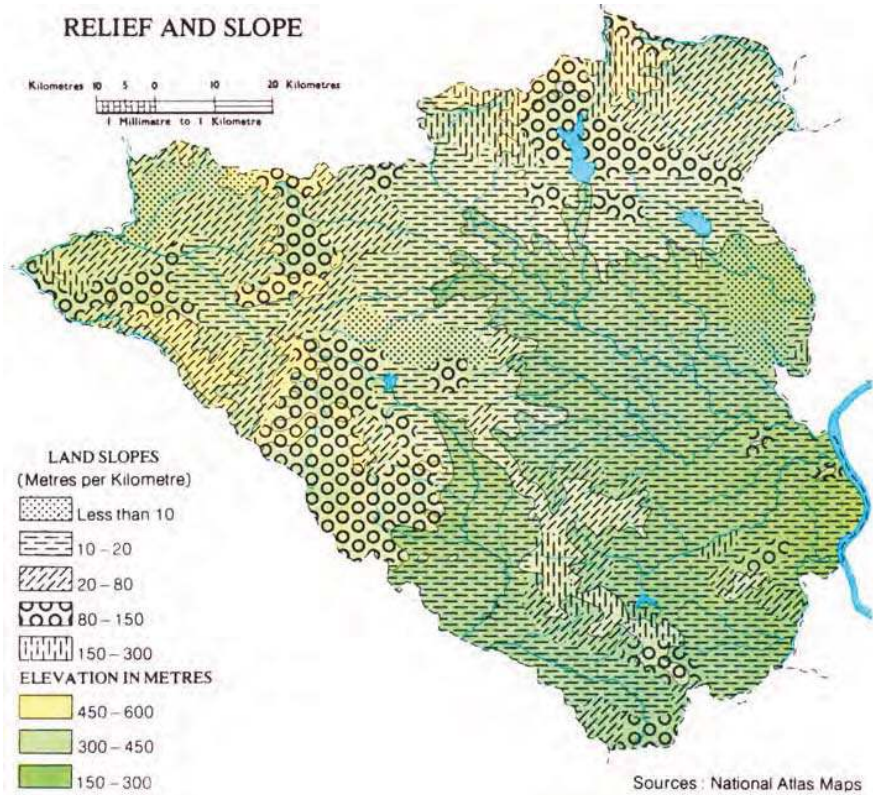 RELIEF AND SLOPE
Kilometres 10 5 0 10 20 Kilometres
1 Millimatre to 1 Kilometre
LAND SLOPES
(Metres per Kilometre)
Less than 10
10 – 20
20 – 80
80 – 150
150 – 300
ELEVATION IN METRES
450 – 600
300 – 450
150 – 300
Sources : National Atlas Maps